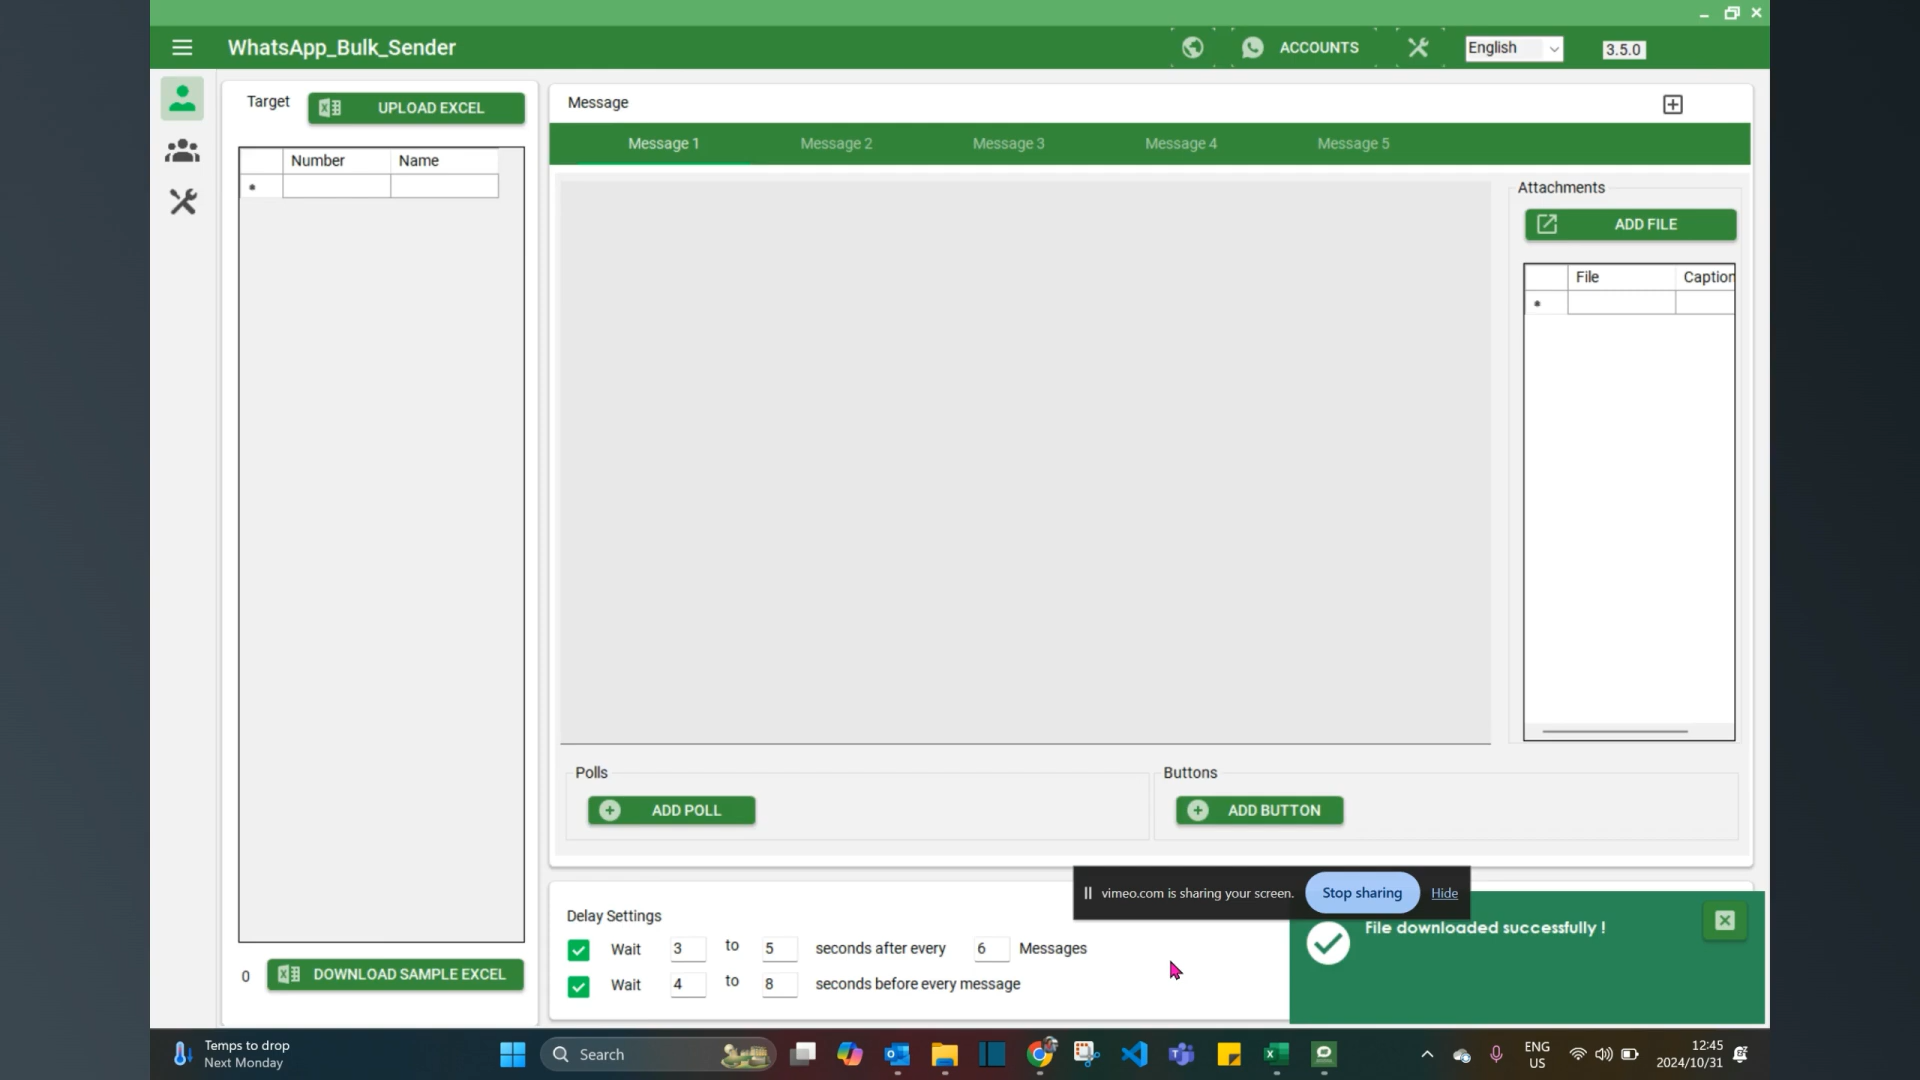 WhatsApp_Bulk_Sender
ACCOUNTS
English
3.5.0
Target
UPLOAD EXCEL
Number Name
Message
Message 1 Message 2 Message 3 Message 4 Message 5
Attachments
ADD FILE
File Caption
Polls
ADD POLL
Buttons
ADD BUTTON
vimeo.com is sharing your screen. Stop sharing Hide
Delay Settings
Wait 3 to 5 seconds after every 6 Messages
Wait 4 to 8 seconds before every message
File downloaded successfully !
0 DOWNLOAD SAMPLE EXCEL
Temps to drop
Next Monday
Search
ENG
US
12:45
2024/10/31